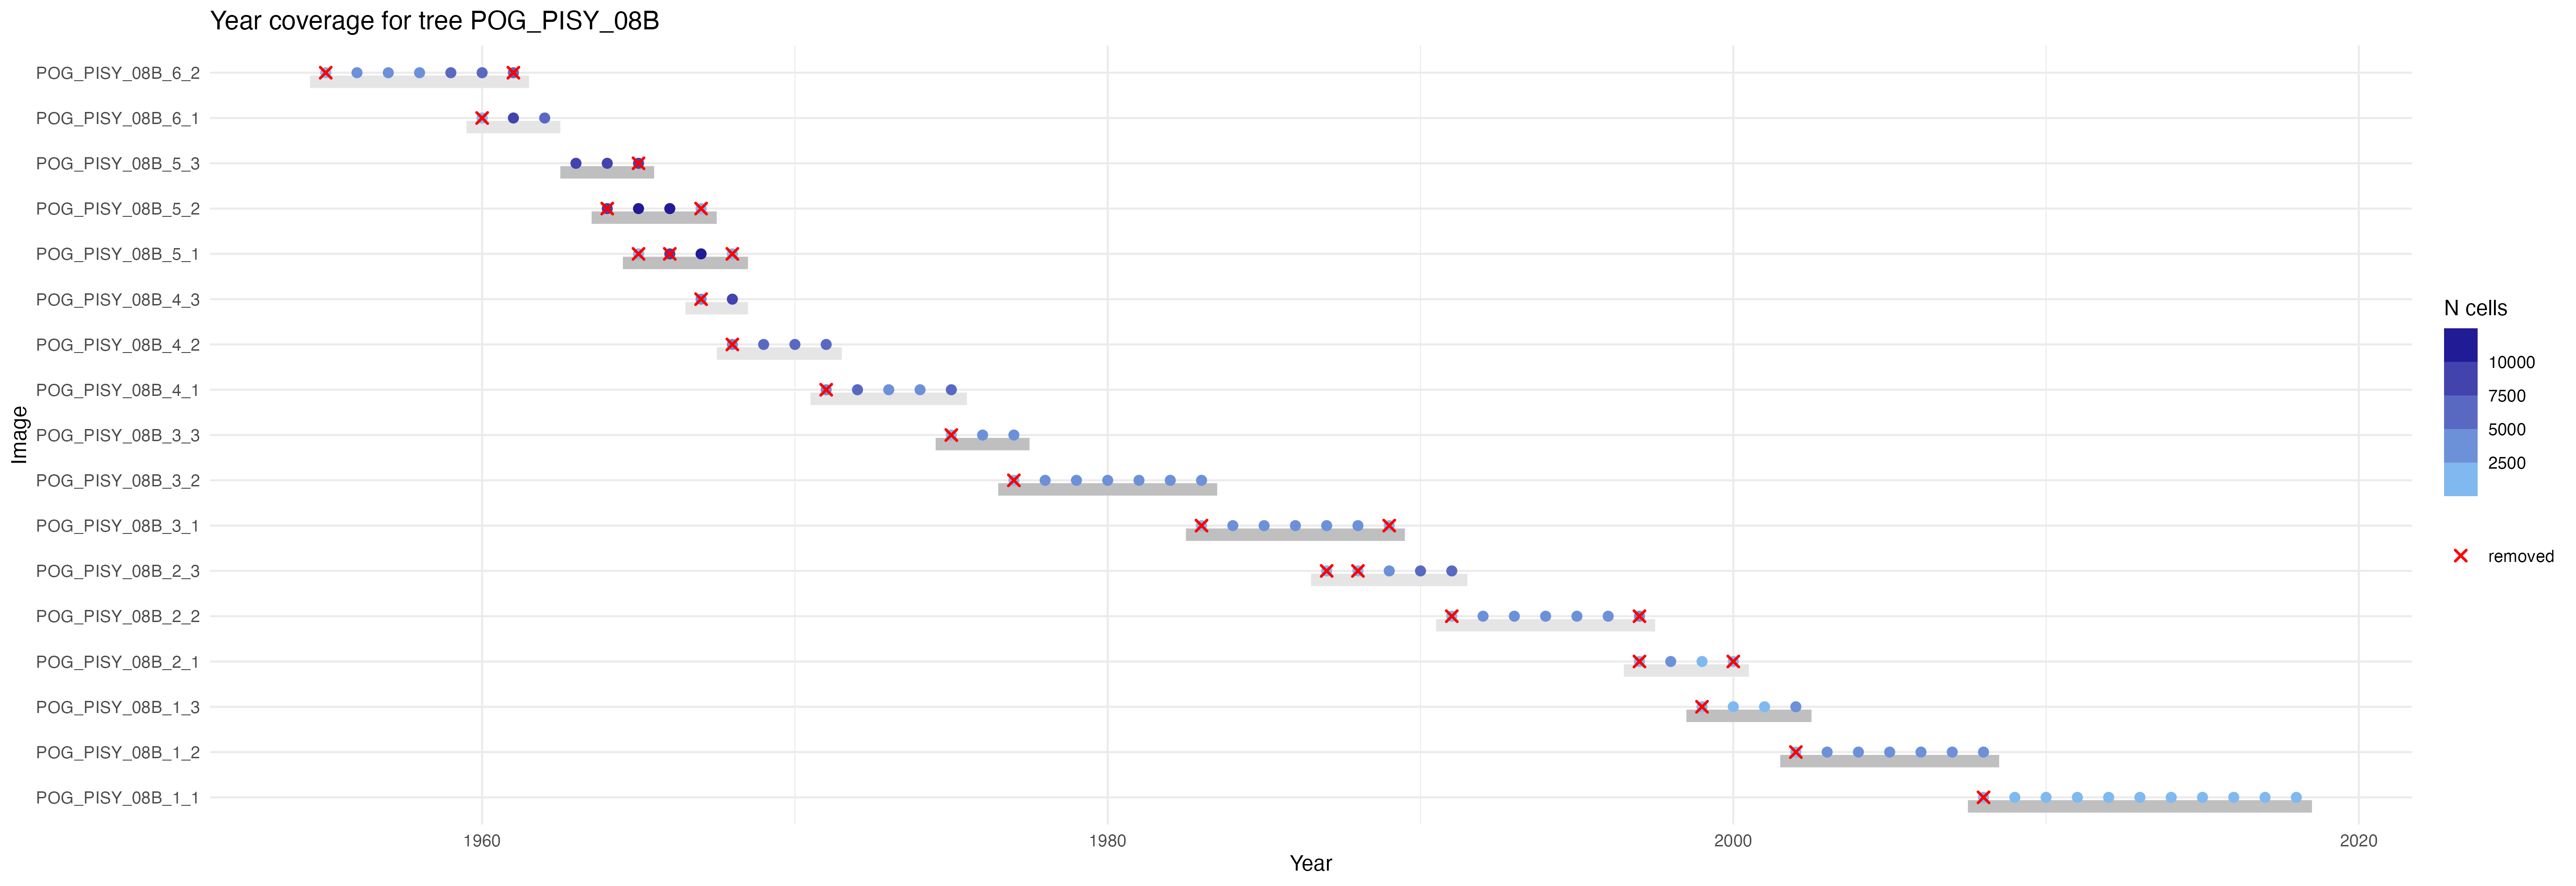 Year coverage for tree POG_PISY_08B
POG_PISY_08B_6_2
POG_PISY_08B_6_1
POG_PISY_08B_5_3
POG_PISY_08B_5_2
POG_PISY_08B_5_1
POG_PISY_08B_4_3
POG_PISY_08B_4_2
POG_PISY_08B_4_1
POG_PISY_08B_3_3
POG_PISY_08B_3_2
POG_PISY_08B_3_1
POG_PISY_08B_2_3
POG_PISY_08B_2_2
POG_PISY_08B_2_1
POG_PISY_08B_1_3
POG_PISY_08B_1_2
POG_PISY_08B_1_1
Image
1960
1980
2000
2020
Year
N cells
10000
7500
5000
2500
removed